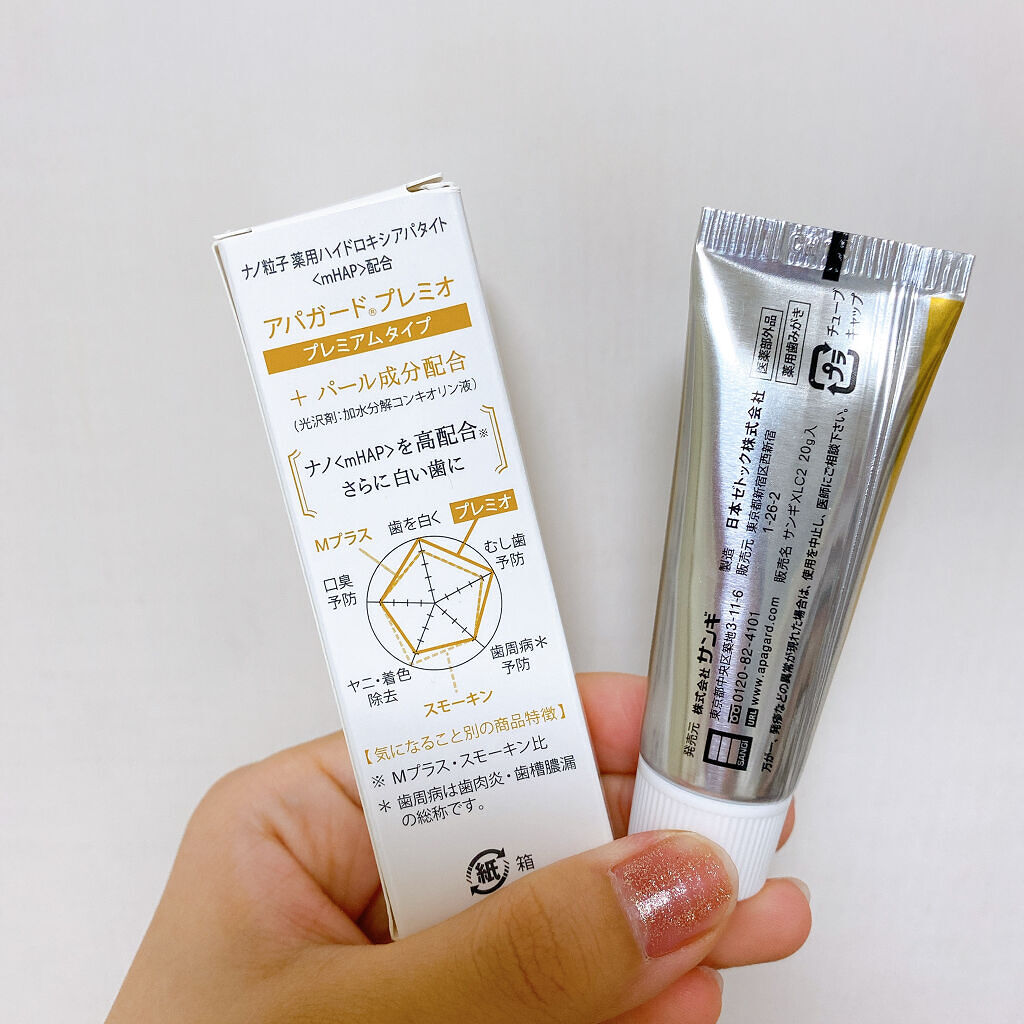 ナノ粒子 薬用ハイドロキシアパタイト
<mHAP>配合
アパガード®プレミオ
プレミアムタイプ
+ パール成分配合
(光沢剤:加水分解コンキオリン液)
ナノ<mHAP>を高配合※
さらに白い歯に
歯を白く
プレミオ
Mプラス
むし歯
予防
口臭
予防
歯周病＊
予防
ヤニ・着色
除去
スモーキン
【気になること別の商品特徴】
※ Mプラス・スモーキン比
＊ 歯周病は歯肉炎・歯槽膿漏
の総称です。
紙 箱
医薬部外品
薬用歯みがき
プラ
チューブ
キャップ
発売元 株式会社 サンギ
東京都中央区築地3-11-6
0120-82-4101
URL www.apagard.com
SANGI
製造 日本ゼトック株式会社
販売元 東京都新宿区西新宿
1-26-2
販売名 サンギXLC2 20g入
万が一、発疹などの異常が現れた場合は、使用を中止し、医師にご相談下さい。